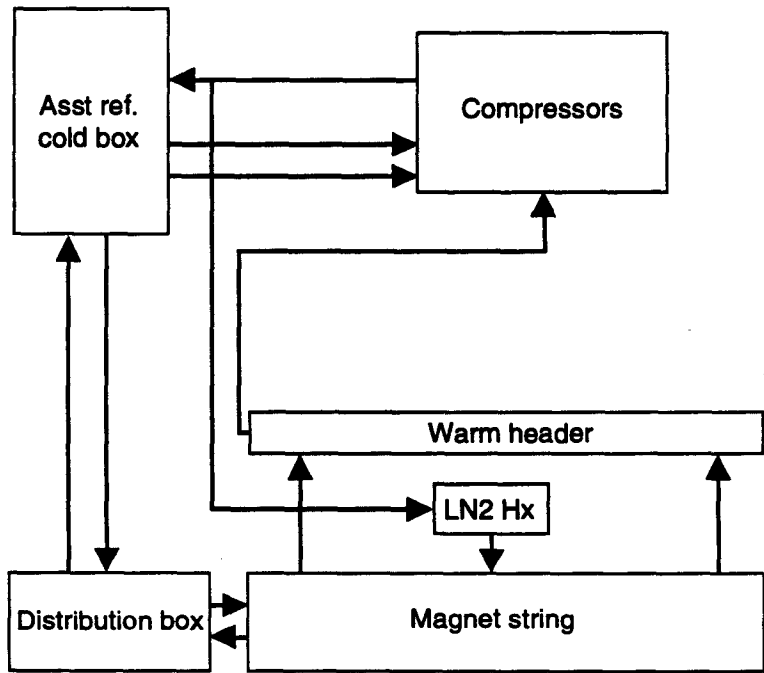 Asst ref.
cold box
Compressors
Warm header
LN2 Hx
Distribution box
Magnet string